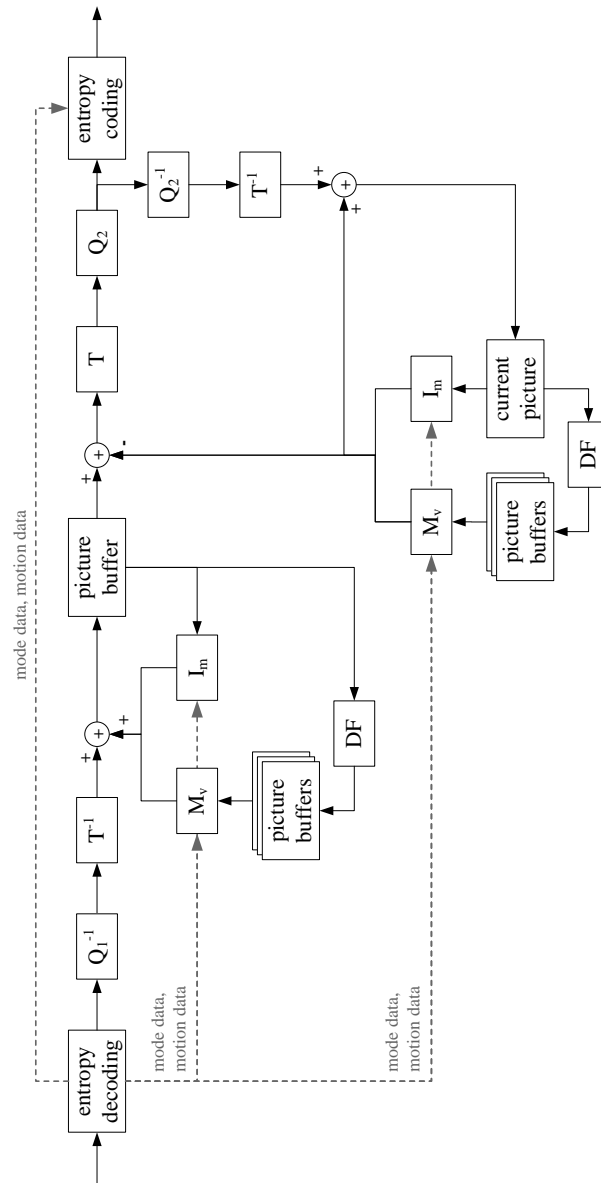 mode data, motion data
entropy
decoding
Q₁⁻¹
T⁻¹
+
+
+
picture
buffer
+
+
-
T
Q₂
entropy
coding
Q₂⁻¹
T⁻¹
+
+
+
mode data,
motion data
Mᵥ
Iₘ
picture
buffers
DF
mode data,
motion data
Mᵥ
Iₘ
picture
buffers
current
picture
DF